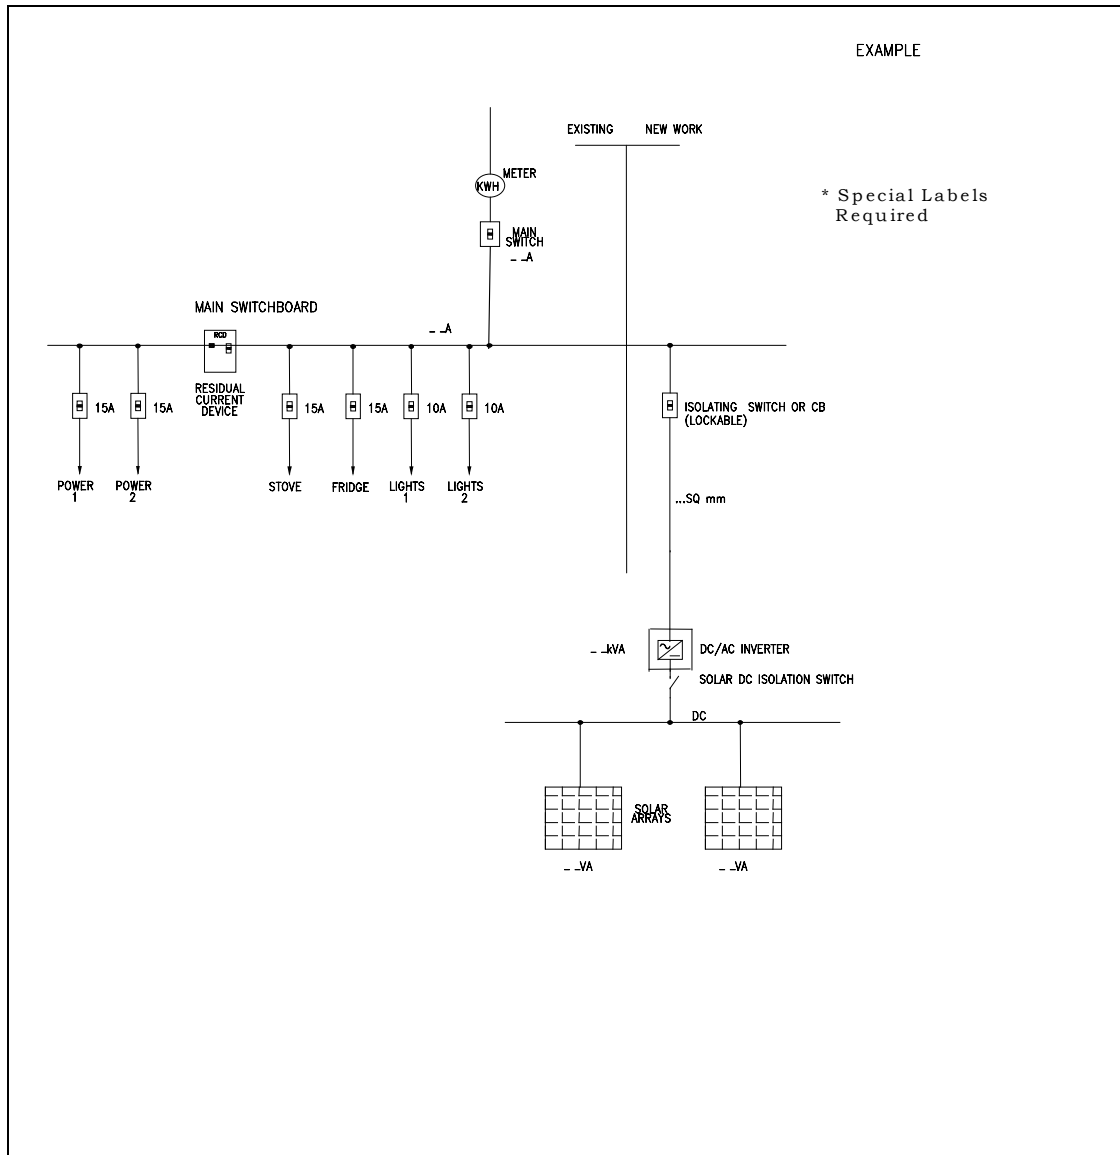 EXAMPLE
EXISTING NEW WORK
METER
KWH
* Special Labels
Required
MAIN
SWITCH
_ _A
MAIN SWITCHBOARD
_ _A
RCD
RESIDUAL
CURRENT
DEVICE
15A 15A 15A 15A 10A 10A
ISOLATING SWITCH OR CB
(LOCKABLE)
POWER
1
POWER
2
STOVE
FRIDGE
LIGHTS
1
LIGHTS
2
...SQ mm
_ _kVA
DC/AC INVERTER
SOLAR DC ISOLATION SWITCH
DC
SOLAR
ARRAYS
_ _VA _ _VA